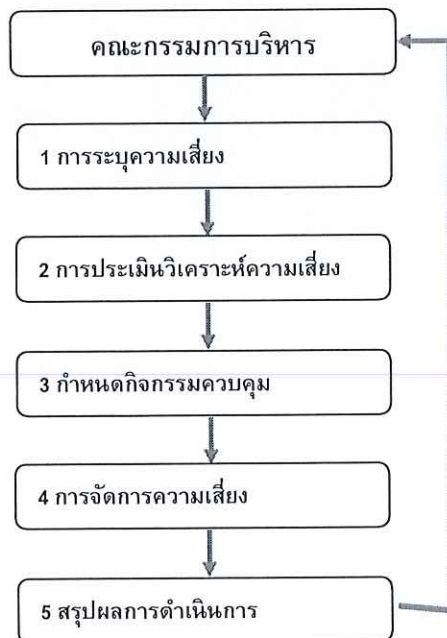 คณะกรรมการบริหาร
1 การระบุความเสี่ยง
2 การประเมินวิเคราะห์ความเสี่ยง
3 กำหนดกิจกรรมควบคุม
4 การจัดการความเสี่ยง
5 สรุปผลการดำเนินการ